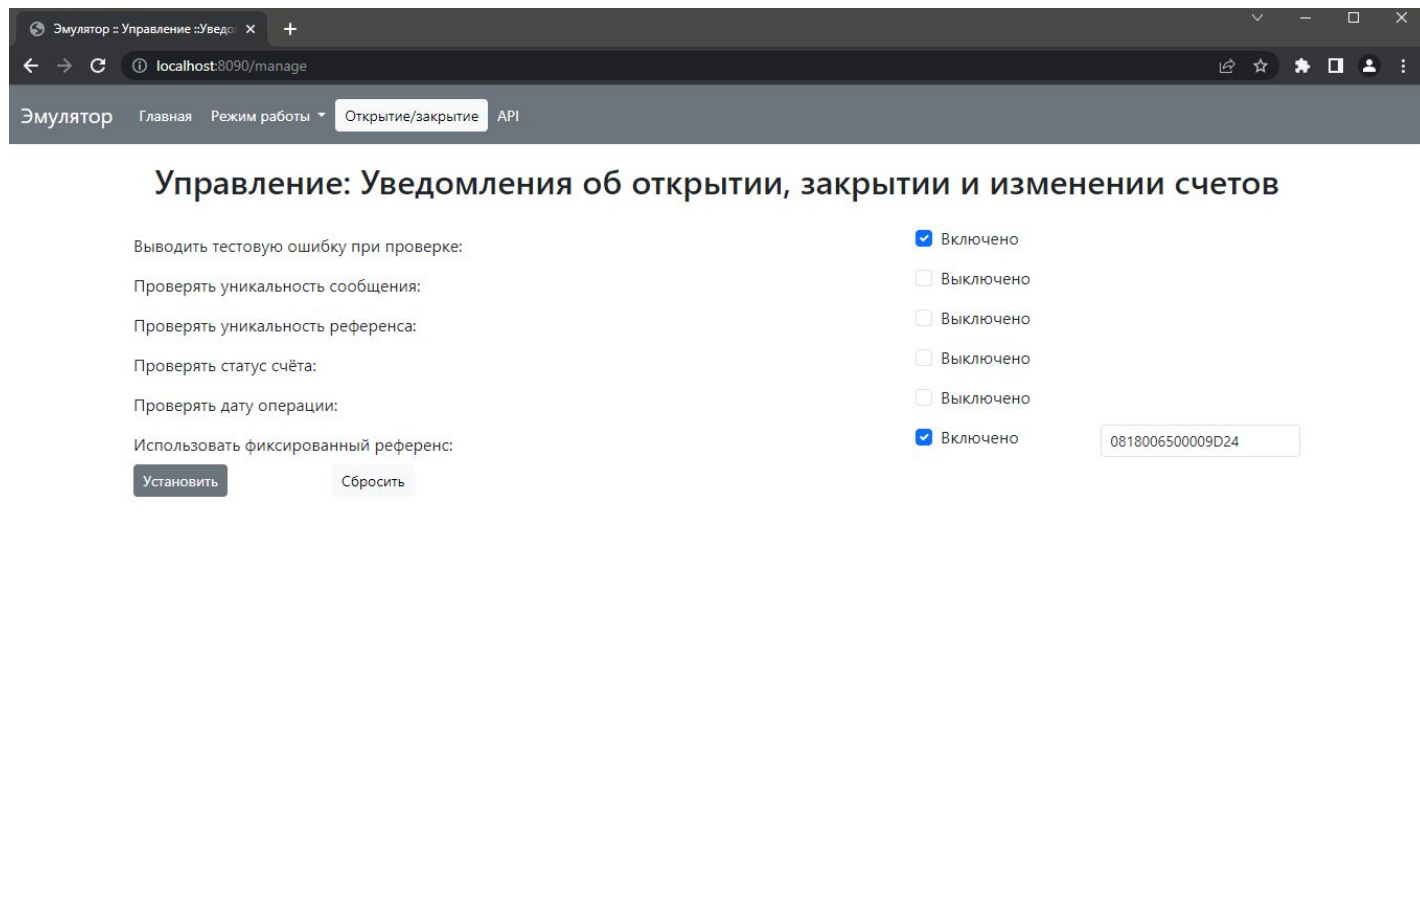 Эмулятор :: Управление ::Уведо
localhost:8090/manage
Эмулятор Главная Режим работы Открытие/закрытие API
Управление: Уведомления об открытии, закрытии и изменении счетов
Выводить тестовую ошибку при проверке: Включено
Проверять уникальность сообщения: Выключено
Проверять уникальность референса: Выключено
Проверять статус счёта: Выключено
Проверять дату операции: Выключено
Использовать фиксированный референс: Включено 0818006500009D24
Установить Сбросить